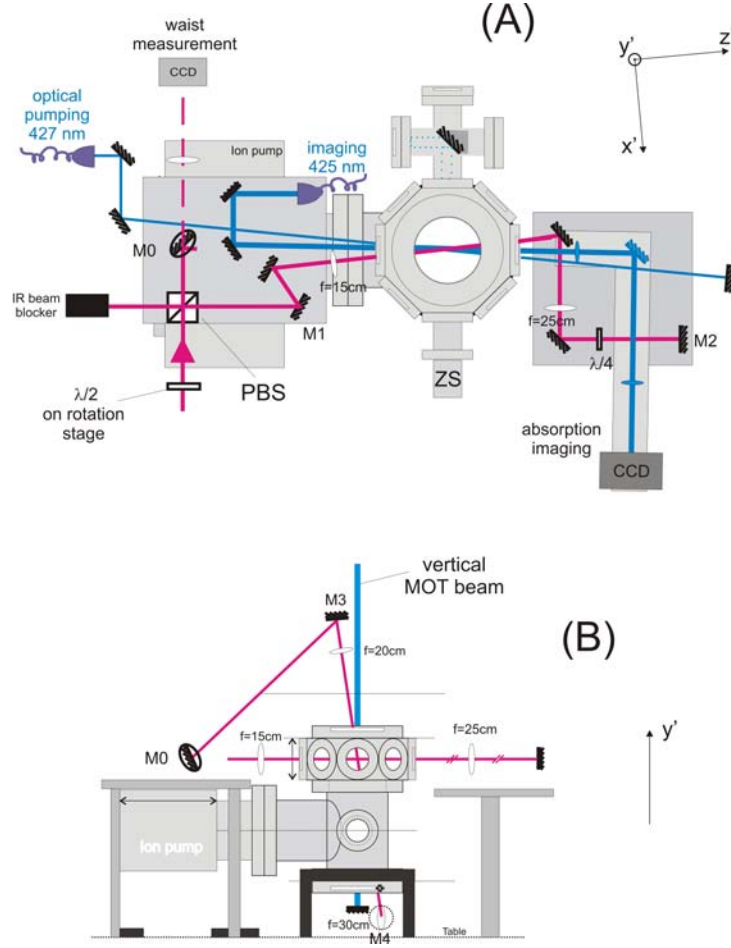 (A)
waist
measurement
CCD
optical
pumping
427 nm
Ion pump
imaging
425 nm
y'
z'
x'
M0
f=15cm
IR beam
blocker
M1
f=25cm
M2
λ/4
PBS
ZS
λ/2
on rotation
stage
absorption
imaging
CCD
vertical
MOT beam
(B)
M3
f=20cm
y'
M0
f=15cm
f=25cm
Ion pump
f=30cm
M4
Table